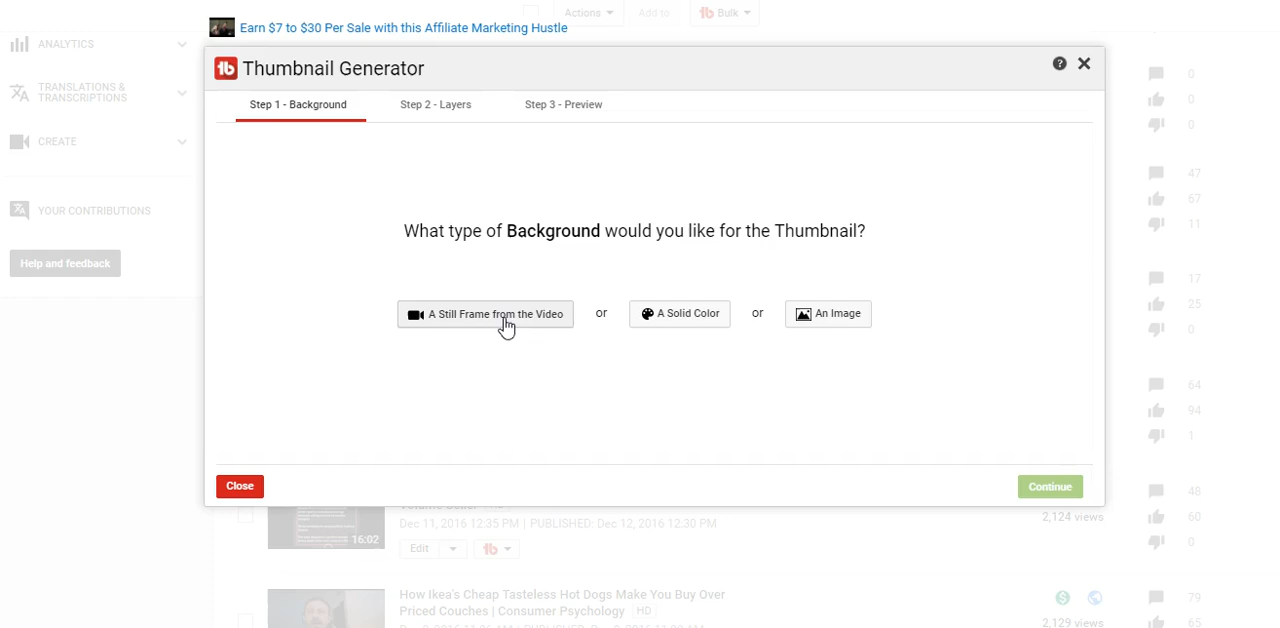 Actions
Add to
Bulk
Earn $7 to $30 Per Sale with this Affiliate Marketing Hustle
ANALYTICS
TRANSLATIONS &
TRANSCRIPTIONS
CREATE
YOUR CONTRIBUTIONS
Help and feedback
tb Thumbnail Generator
Step 1 - Background
Step 2 - Layers
Step 3 - Preview
What type of Background would you like for the Thumbnail?
A Still Frame from the Video
or
A Solid Color
or
An Image
Close
Continue
0
0
0
47
67
11
17
25
0
64
94
1
48
60
0
79
65
16:02
Dec 11, 2016 12:35 PM | PUBLISHED: Dec 12, 2016 12:30 PM
2,124 views
Edit
tb
How Ikea's Cheap Tasteless Hot Dogs Make You Buy Over
Priced Couches | Consumer Psychology HD
2,129 views